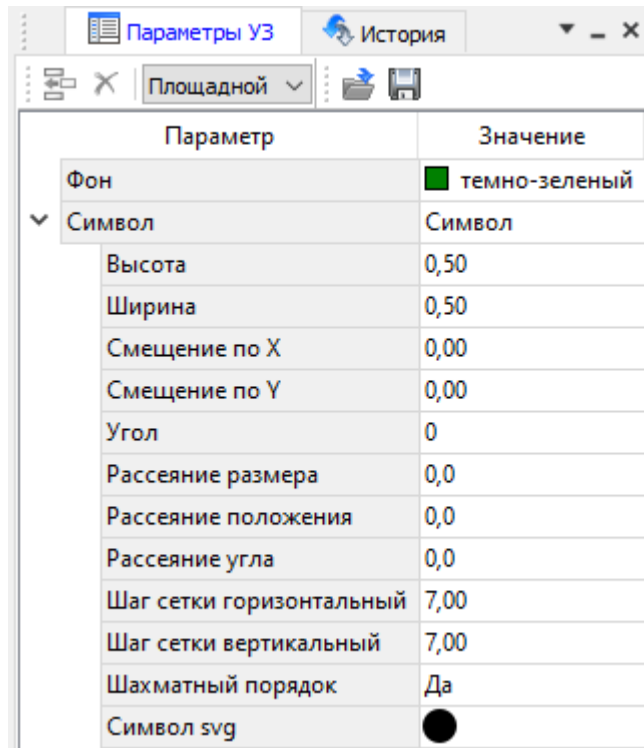 Параметры УЗ История
Площадной
Параметр Значение
Фон темно-зеленый
Символ Символ
Высота 0,50
Ширина 0,50
Смещение по X 0,00
Смещение по Y 0,00
Угол 0
Рассеяние размера 0,0
Рассеяние положения 0,0
Рассеяние угла 0,0
Шаг сетки горизонтальный 7,00
Шаг сетки вертикальный 7,00
Шахматный порядок Да
Символ svg